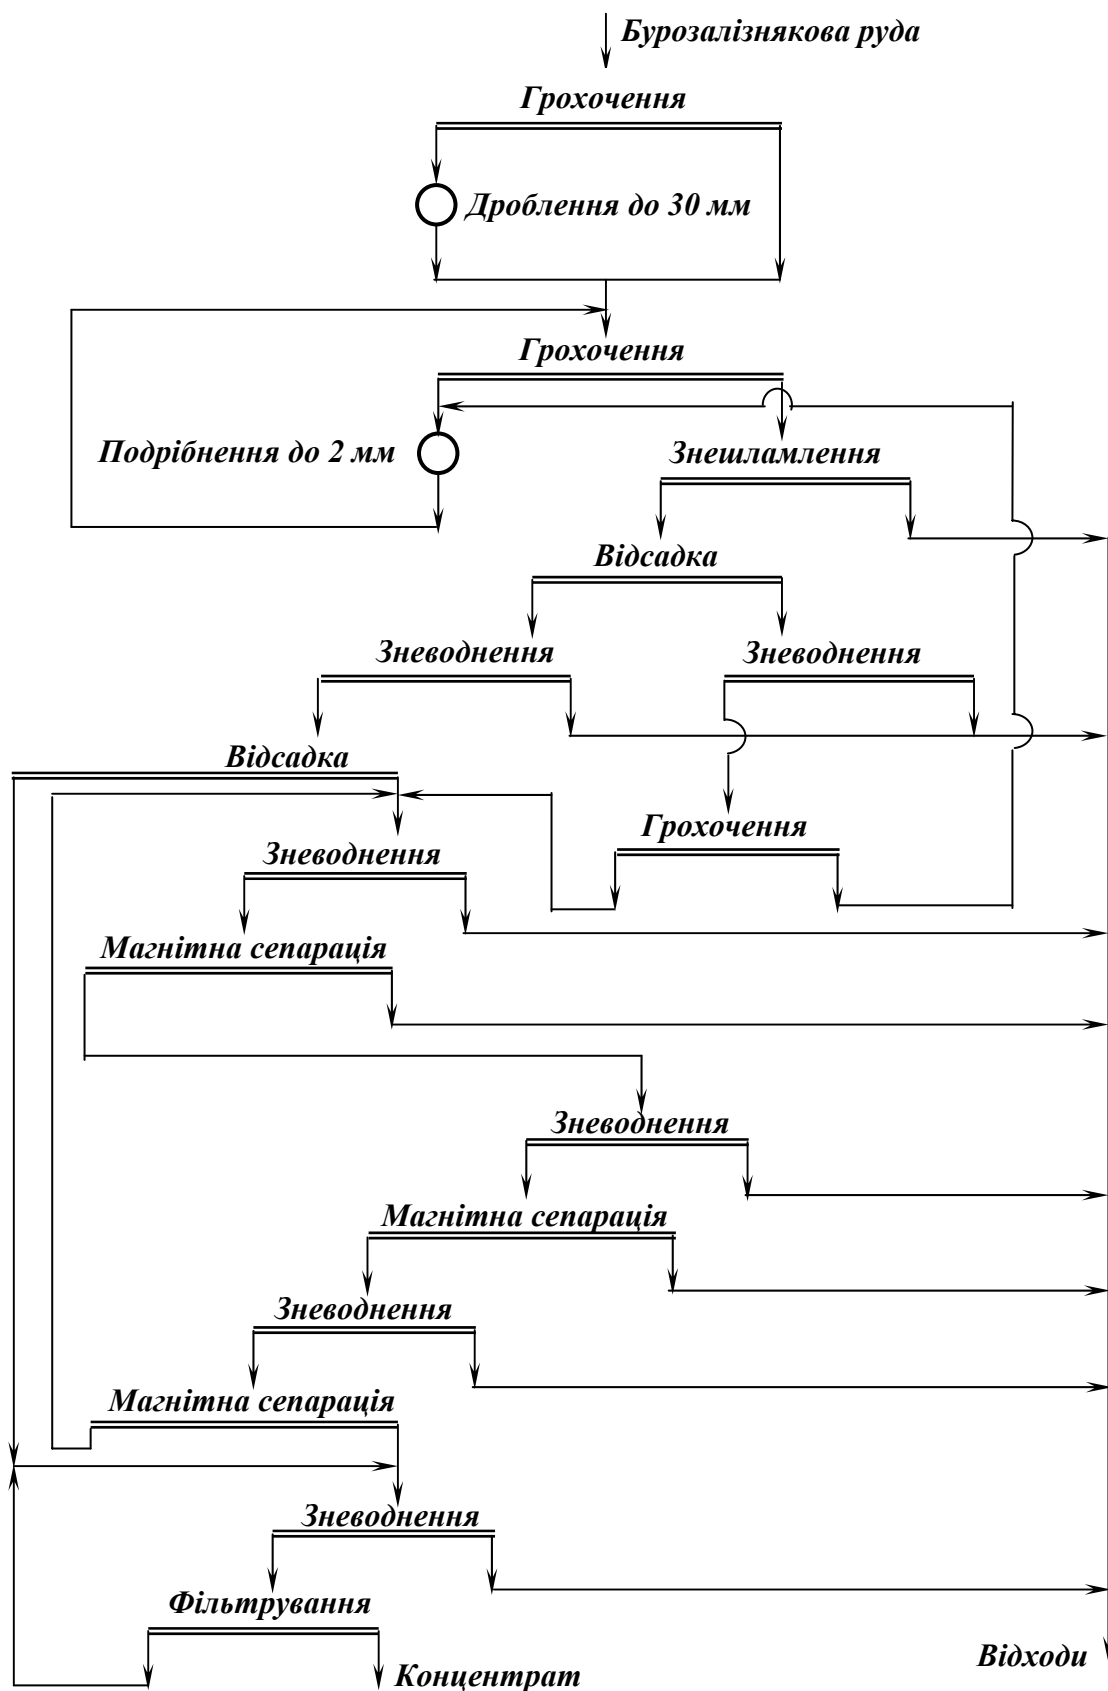 Бурозалізнякова руда
Грохочення
Дроблення до 30 мм
Грохочення
Подрібнення до 2 мм
Знешламлення
Відсадка
Зневоднення
Зневоднення
Відсадка
Грохочення
Зневоднення
Магнітна сепарація
Зневоднення
Магнітна сепарація
Зневоднення
Магнітна сепарація
Зневоднення
Фільтрування
Відходи
Концентрат